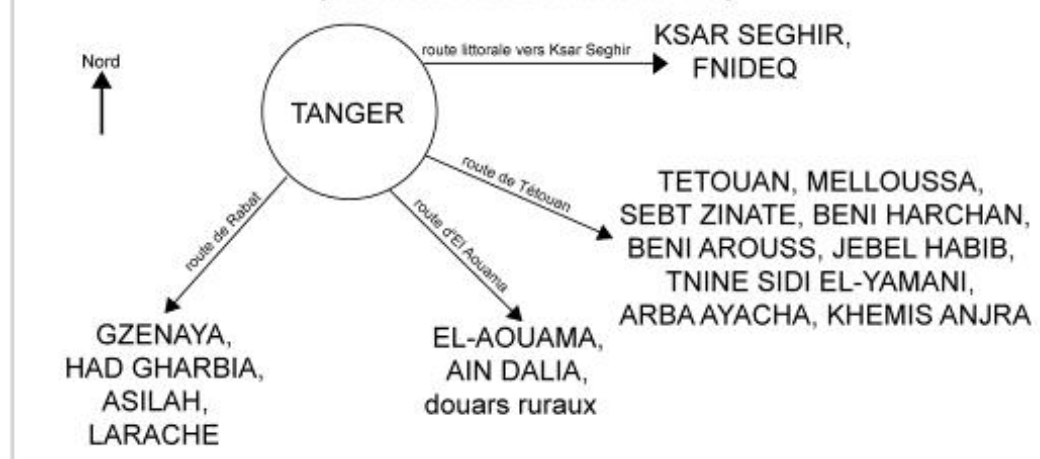 Nord
TANGER
route littorale vers Ksar Seghir
KSAR SEGHIR,
FNIDEQ
route de Tétouan
TETOUAN, MELLOUSSA,
SEBT ZINATE, BENI HARCHAN,
BENI AROUSS, JEBEL HABIB,
TNINE SIDI EL-YAMANI,
ARBA AYACHA, KHEMIS ANJRA
route d'El Aouama
EL-AOUAMA,
AIN DALIA,
douars ruraux
route de Rabat
GZENAYA,
HAD GHARBIA,
ASILAH,
LARACHE